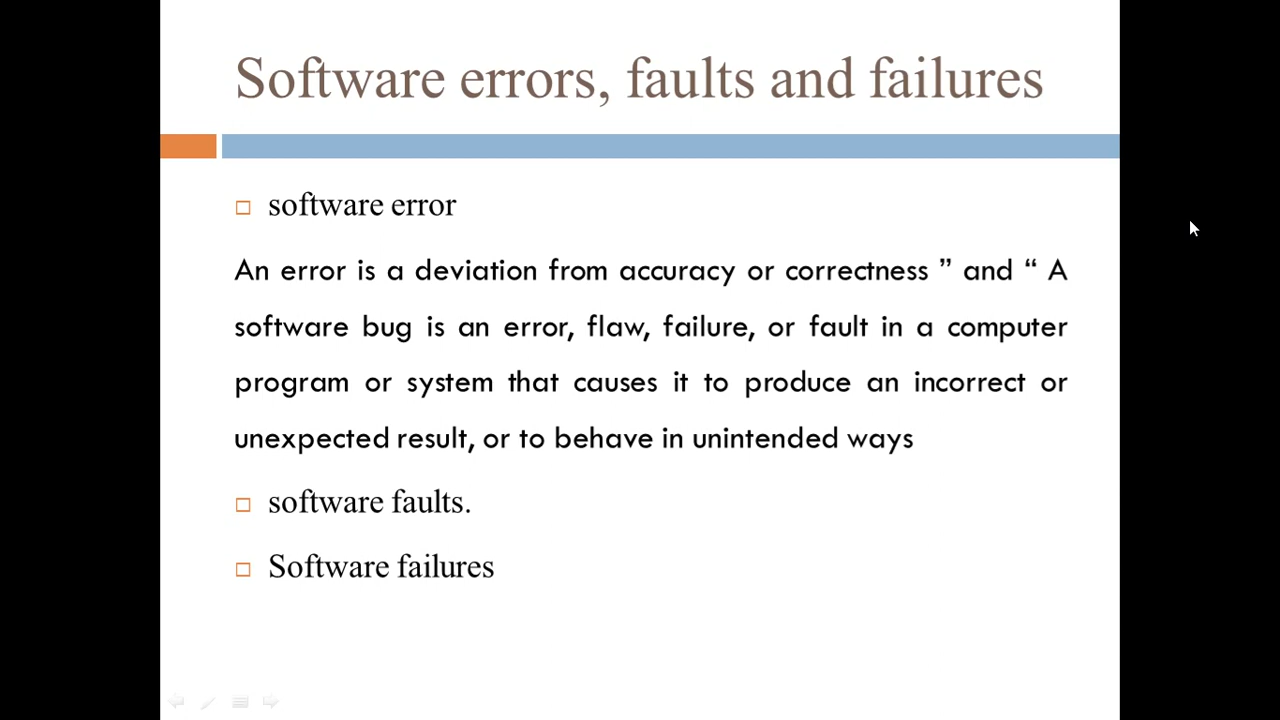 Software errors, faults and failures
software error
An error is a deviation from accuracy or correctness ” and “ A
software bug is an error, flaw, failure, or fault in a computer
program or system that causes it to produce an incorrect or
unexpected result, or to behave in unintended ways
software faults.
Software failures